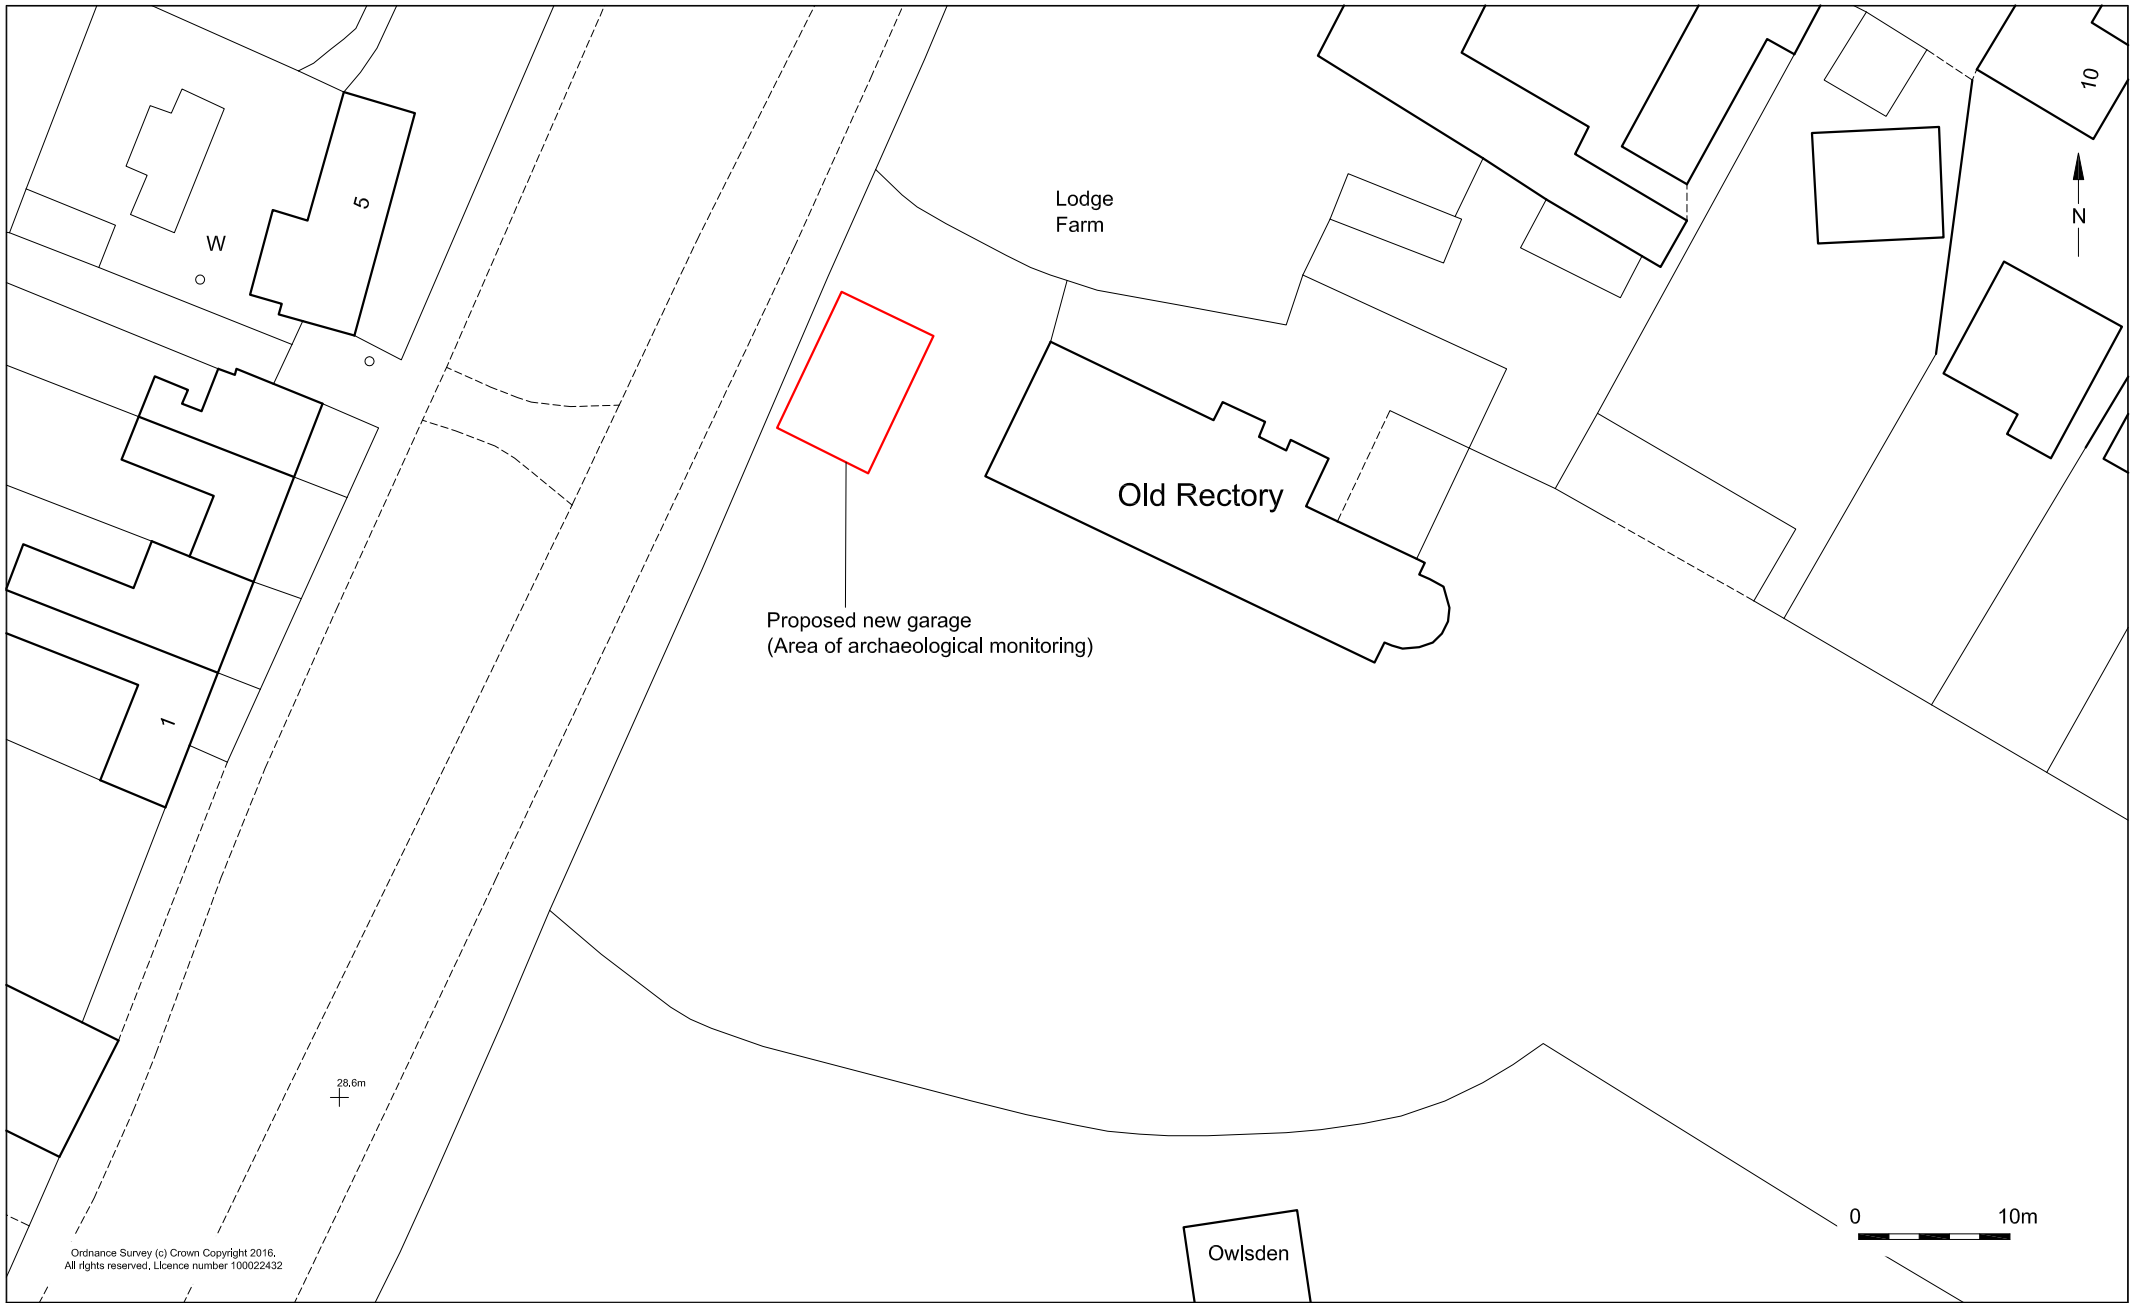 10
5
Lodge
Farm
N
W
Old Rectory
Proposed new garage
(Area of archaeological monitoring)
1
28.6m
0 10m
Owlsden
Ordnance Survey (c) Crown Copyright 2016.
All rights reserved. Licence number 100022432